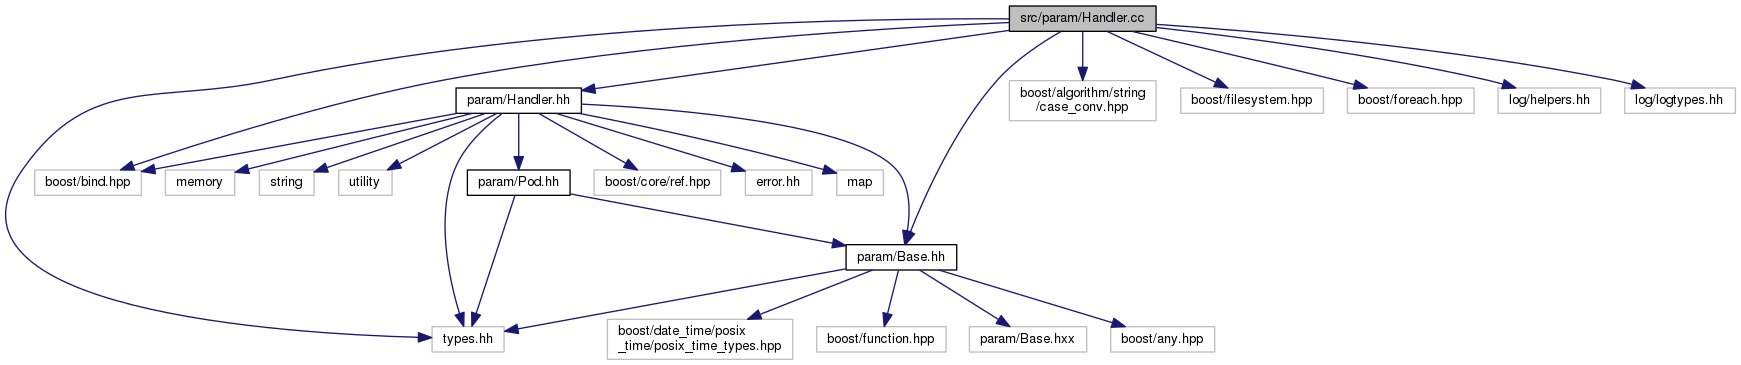 src/param/Handler.cc
param/Handler.hh
boost/algorithm/string
/case_conv.hpp
boost/filesystem.hpp
boost/foreach.hpp
log/helpers.hh
log/logtypes.hh
boost/bind.hpp
memory
string
utility
param/Pod.hh
boost/core/ref.hpp
error.hh
map
param/Base.hh
types.hh
boost/date_time/posix
_time/posix_time_types.hpp
boost/function.hpp
param/Base.hxx
boost/any.hpp